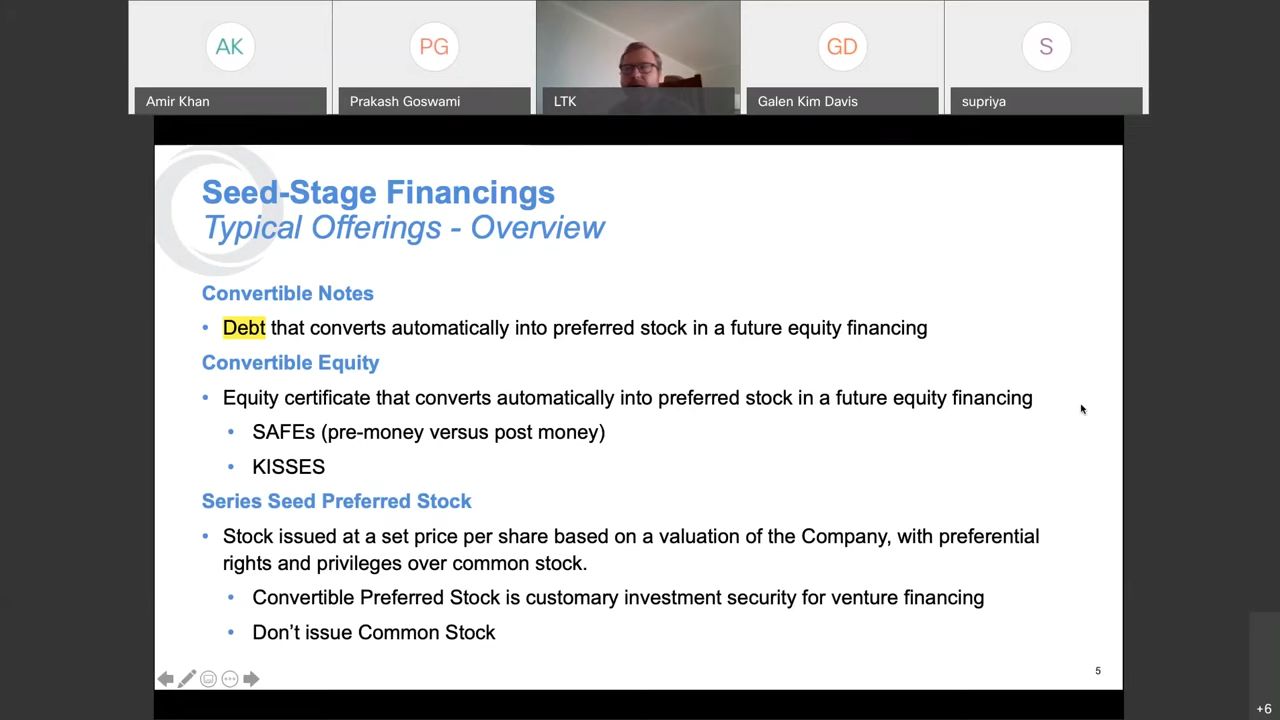 AK
PG
GD
S
Amir Khan
Prakash Goswami
LTK
Galen Kim Davis
supriya
Seed-Stage Financings
Typical Offerings - Overview
Convertible Notes
• Debt that converts automatically into preferred stock in a future equity financing
Convertible Equity
• Equity certificate that converts automatically into preferred stock in a future equity financing
• SAFEs (pre-money versus post money)
• KISSES
Series Seed Preferred Stock
• Stock issued at a set price per share based on a valuation of the Company, with preferential
rights and privileges over common stock.
• Convertible Preferred Stock is customary investment security for venture financing
• Don’t issue Common Stock
5
+6